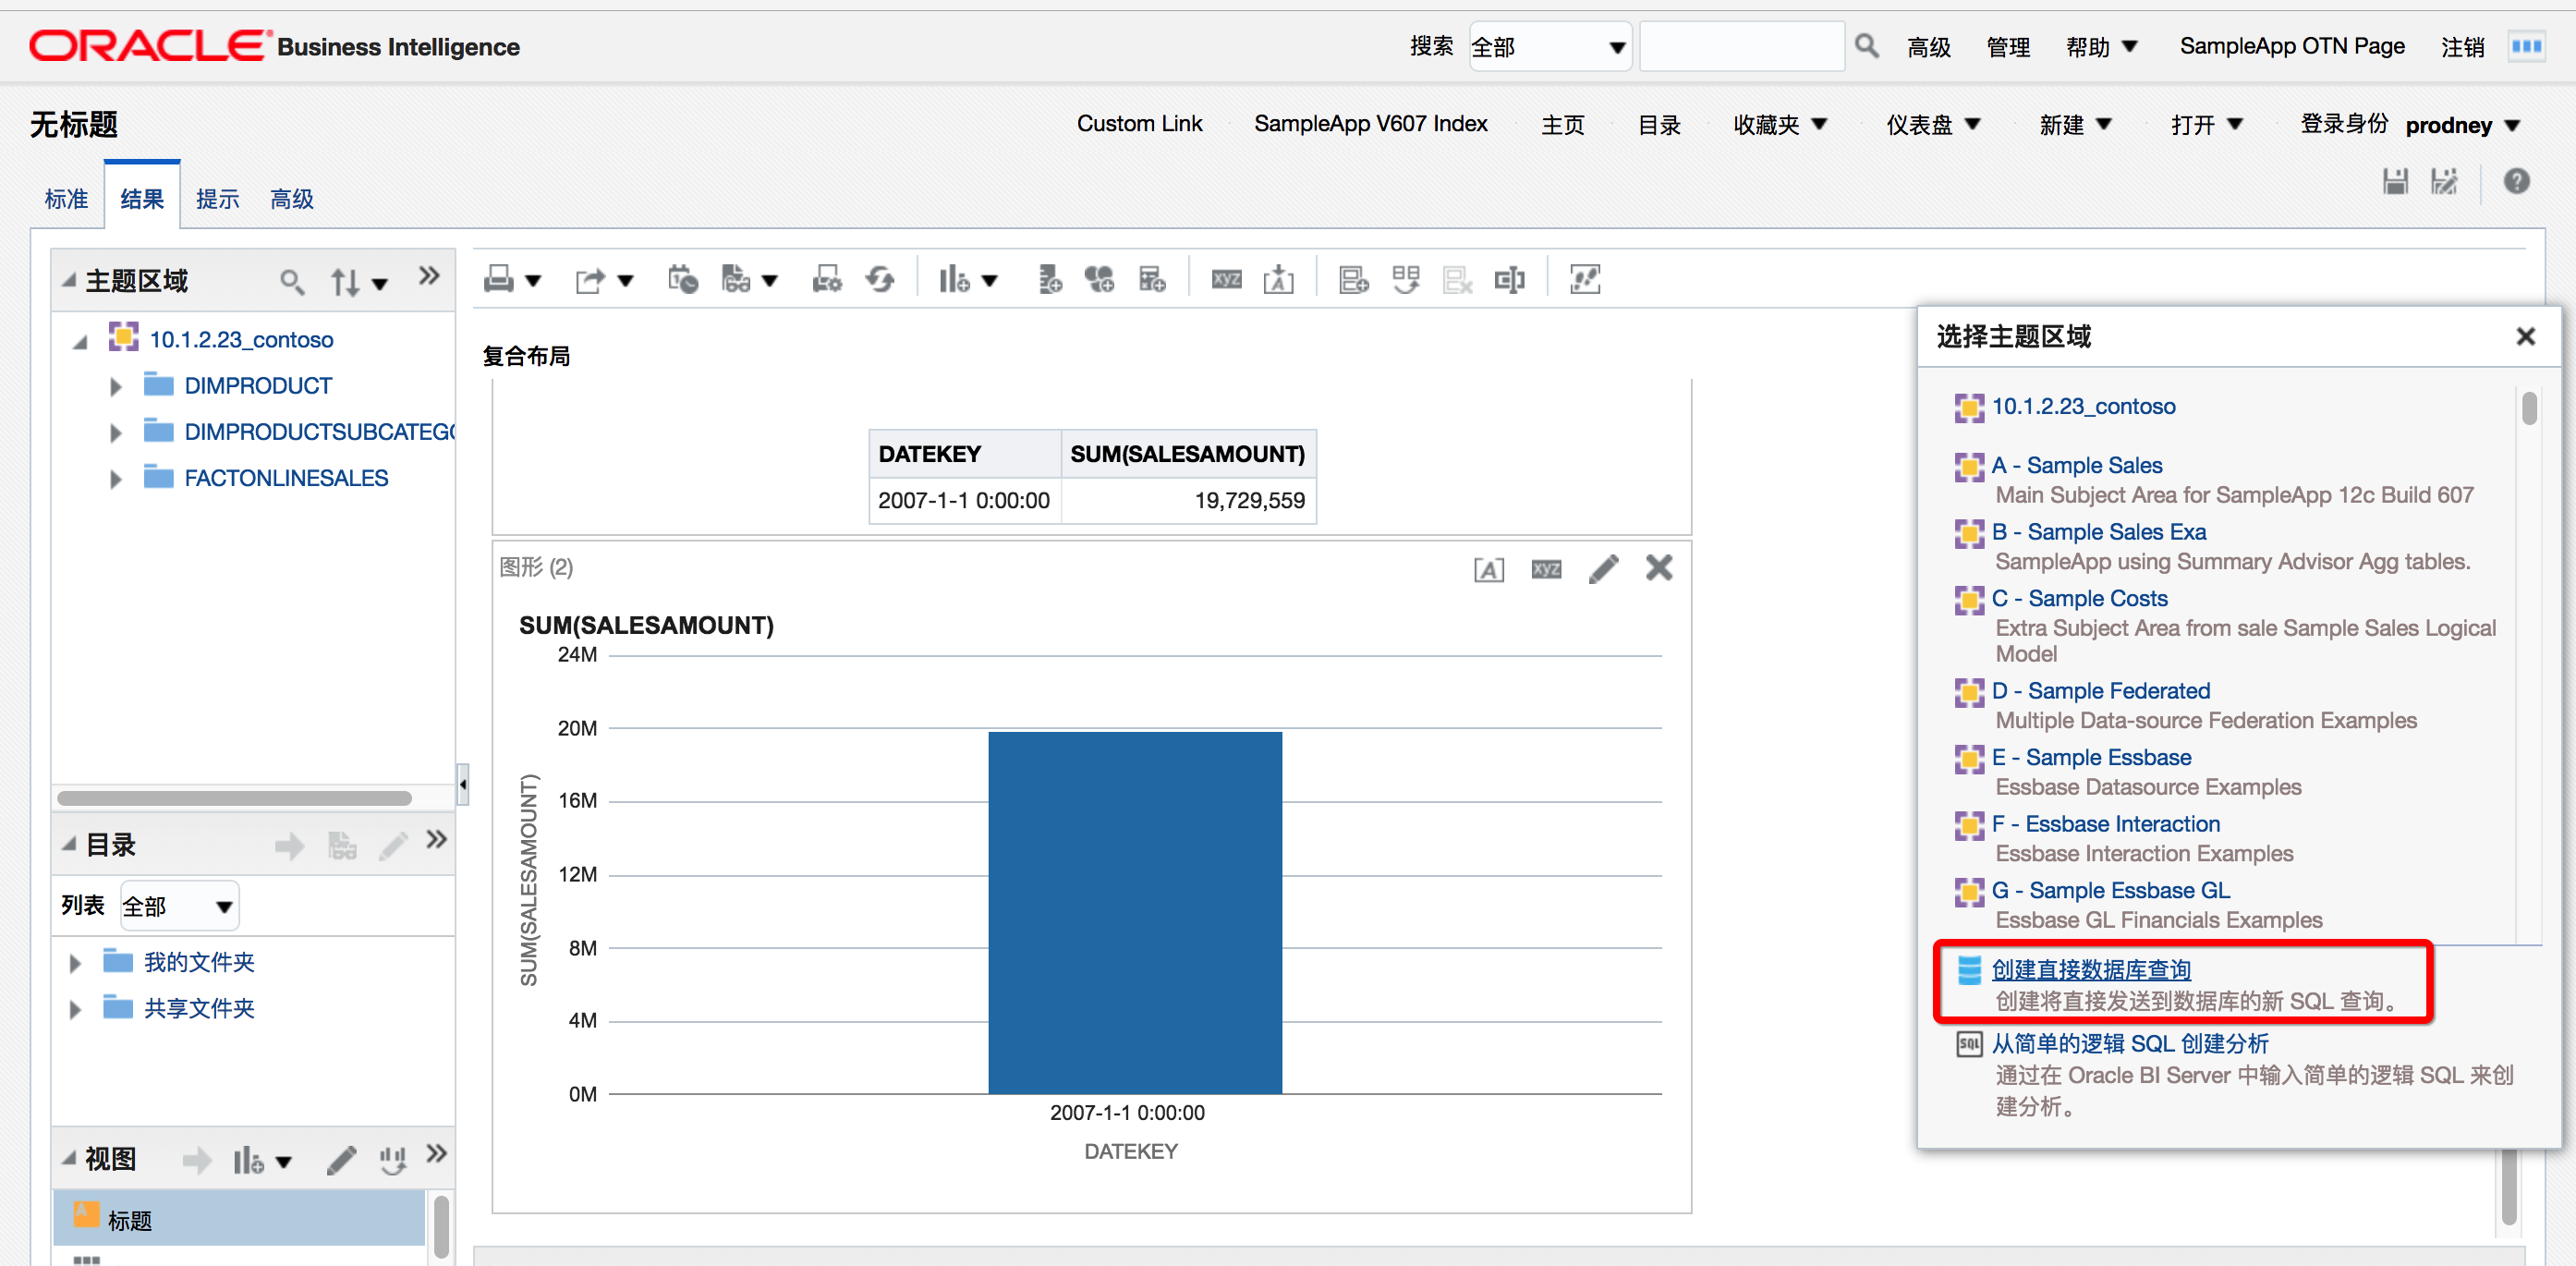 ORACLE Business Intelligence
搜索 全部 高级 管理 帮助 SampleApp OTN Page 注销
无标题
Custom Link SampleApp V607 Index 主页 目录 收藏夹 仪表盘 新建 打开 登录身份 prodney
标准 结果 提示 高级
主题区域
10.1.2.23_contoso
DIMPRODUCT
DIMPRODUCTSUBCATEGO
FACTONLINESALES
目录
列表 全部
我的文件夹
共享文件夹
视图
标题
xyz
复合布局
DATEKEY SUM(SALESAMOUNT)
2007-1-1 0:00:00 19,729,559
图形 (2)
xyz
SUM(SALESAMOUNT)
24M
20M
16M
12M
8M
4M
0M
SUM(SALESAMOUNT)
2007-1-1 0:00:00
DATEKEY
选择主题区域
10.1.2.23_contoso
A - Sample Sales
Main Subject Area for SampleApp 12c Build 607
B - Sample Sales Exa
SampleApp using Summary Advisor Agg tables.
C - Sample Costs
Extra Subject Area from sale Sample Sales Logical
Model
D - Sample Federated
Multiple Data-source Federation Examples
E - Sample Essbase
Essbase Datasource Examples
F - Essbase Interaction
Essbase Interaction Examples
G - Sample Essbase GL
Essbase GL Financials Examples
创建直接数据库查询
创建将直接发送到数据库的新 SQL 查询。
SQL 从简单的逻辑 SQL 创建分析
通过在 Oracle BI Server 中输入简单的逻辑 SQL 来创
建分析。